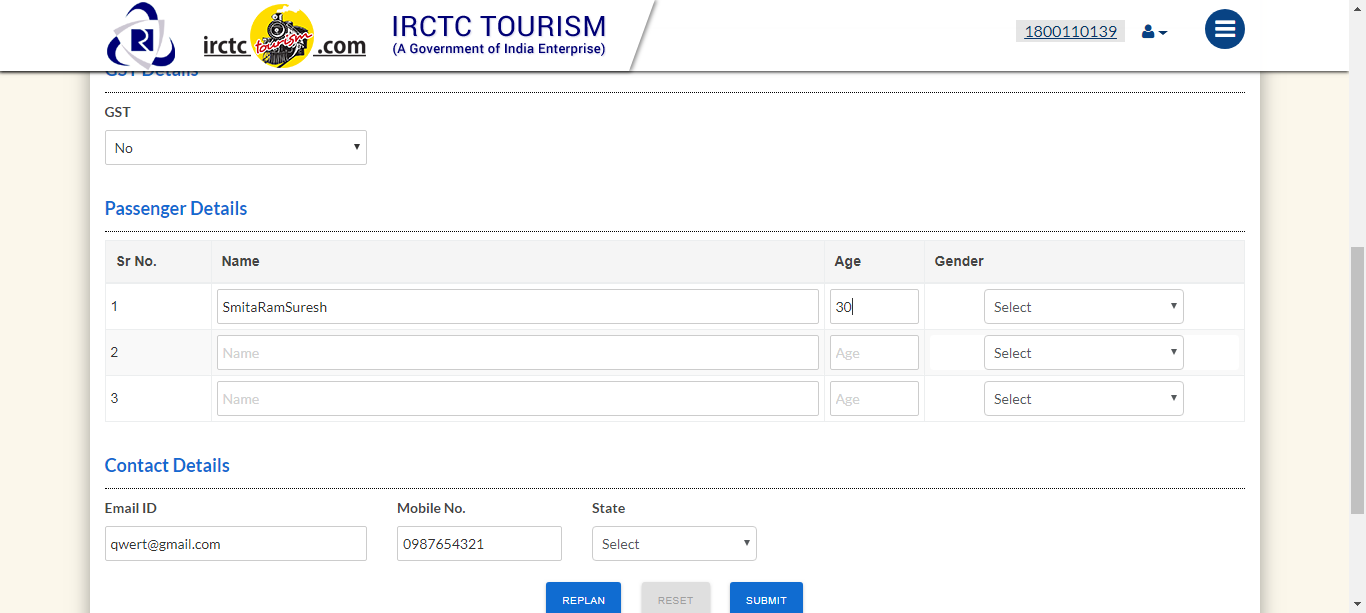 irctc tourism .com
IRCTC TOURISM
(A Government of India Enterprise)
1800110139
GST Details
GST
No
Passenger Details
Sr No. Name Age Gender
1 SmitaRamSuresh 30 Select
2 Name Age Select
3 Name Age Select
Contact Details
Email ID Mobile No. State
qwert@gmail.com 0987654321 Select
REPLAN RESET SUBMIT